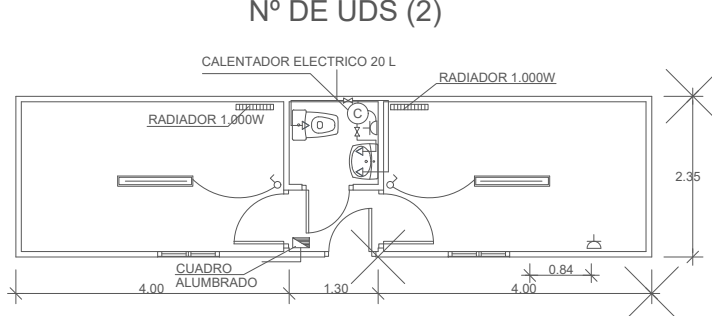 Nº DE UDS (2)
CALENTADOR ELECTRICO 20 L
RADIADOR 1.000W
RADIADOR 1.000W
C
2.35
CUADRO
ALUMBRADO
0.84
4.00
1.30
4.00